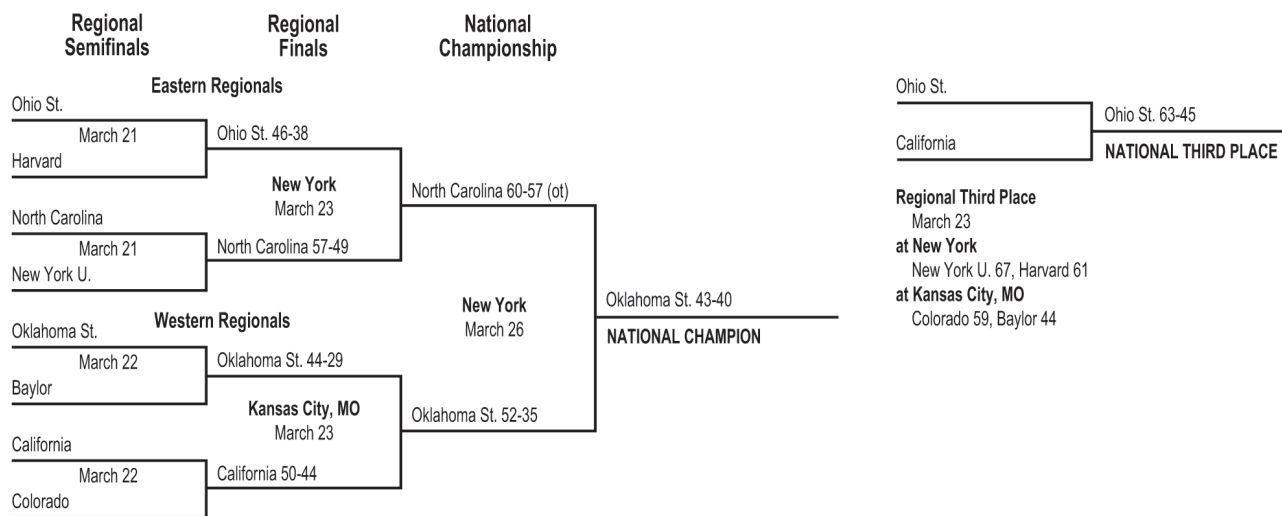 Regional
Semifinals
Regional
Finals
National
Championship
Eastern Regionals
Ohio St.
March 21
Harvard
Ohio St. 46-38
New York
March 23
North Carolina
March 21
New York U.
North Carolina 57-49
North Carolina 60-57 (ot)
Western Regionals
Oklahoma St.
March 22
Baylor
Oklahoma St. 44-29
Kansas City, MO
March 23
California
March 22
Colorado
California 50-44
Oklahoma St. 52-35
New York
March 26
Oklahoma St. 43-40
NATIONAL CHAMPION
Ohio St.
California
Ohio St. 63-45
NATIONAL THIRD PLACE
Regional Third Place
March 23
at New York
New York U. 67, Harvard 61
at Kansas City, MO
Colorado 59, Baylor 44